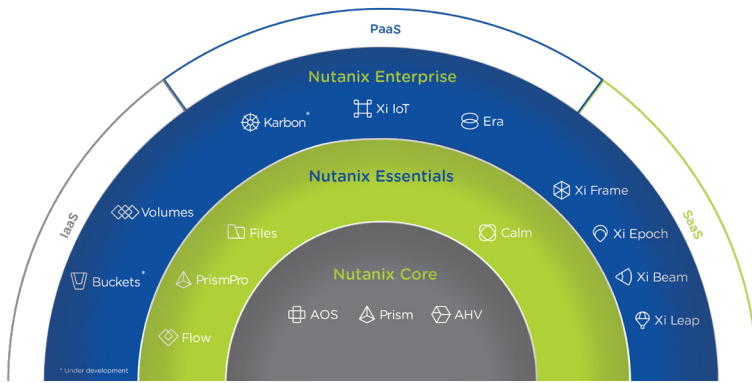 PaaS
Nutanix Enterprise
Karbon*
Xi IoT
Era
IaaS
Volumes
Buckets*
Xi Frame
Xi Epoch
Xi Beam
Xi Leap
SaaS
Nutanix Essentials
Files
Calm
PrismPro
Flow
Nutanix Core
AOS
Prism
AHV
* Under development